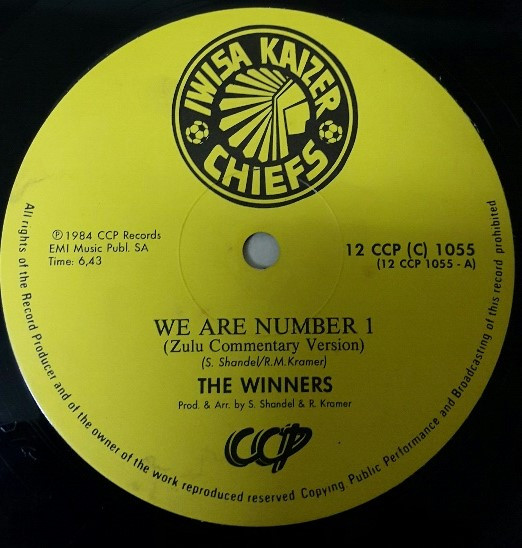 IWISA KAIZER
CHIEFS
℗ 1984 CCP Records
EMI Music Publ. SA
Time: 6,43
12 CCP (C) 1055
(12 CCP 1055 - A)
WE ARE NUMBER 1
(Zulu Commentary Version)
(S. Shandel/R.M.Kramer)
THE WINNERS
Prod. & Arr. by S. Shandel & R. Kramer
CCP
All rights of the Record Producer and of the owner of the work reproduced reserved Copying Public Performance and Broadcasting of this record prohibited